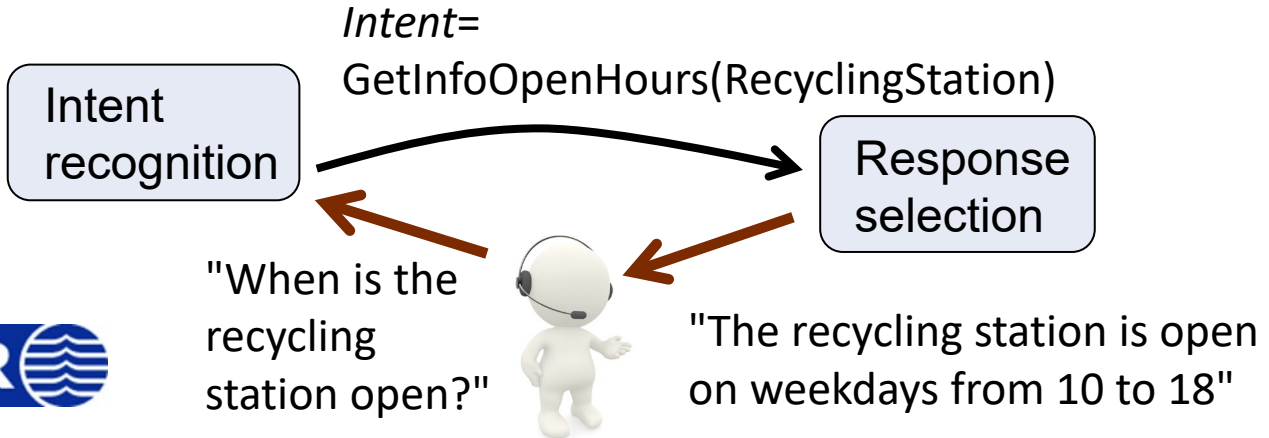 Intent=
GetInfoOpenHours(RecyclingStation)
Intent
recognition
Response
selection
"When is the
recycling
station open?"
"The recycling station is open
on weekdays from 10 to 18"
R